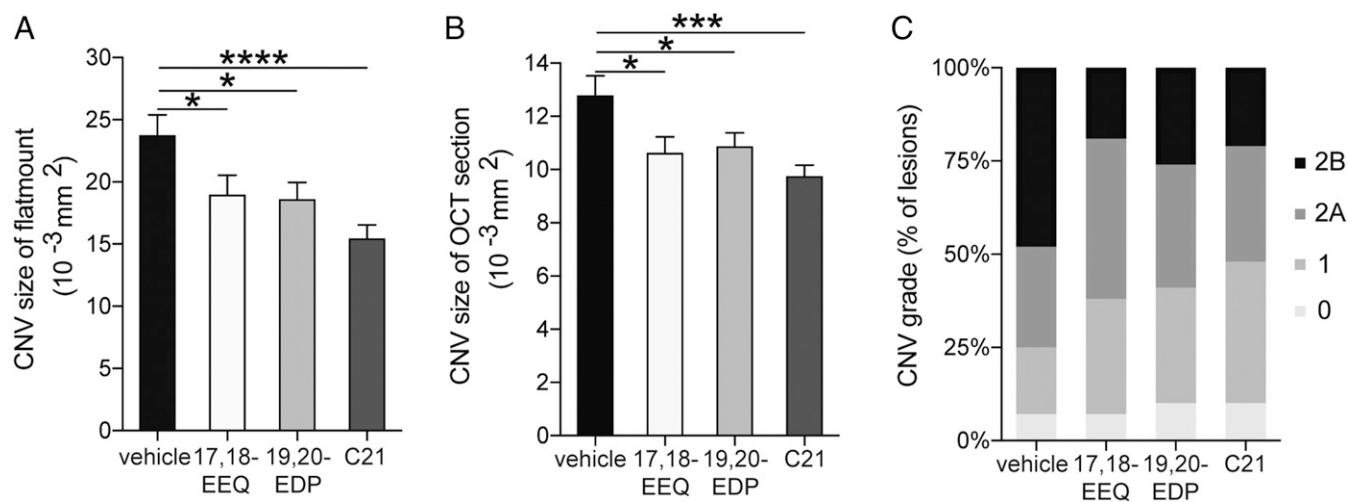 A
CNV size of flatmount
(10 -3 mm 2)
30
25
20
15
10
5
0
****
*
*
vehicle 17,18- 19,20- C21
EEQ EDP
B
CNV size of OCT section
(10 -3 mm 2)
14
12
10
8
6
4
2
0
***
*
*
vehicle 17,18- 19,20- C21
EEQ EDP
C
CNV grade (% of lesions)
100%
75%
50%
25%
0%
vehicle 17,18- 19,20- C21
EEQ EDP
2B
2A
1
0